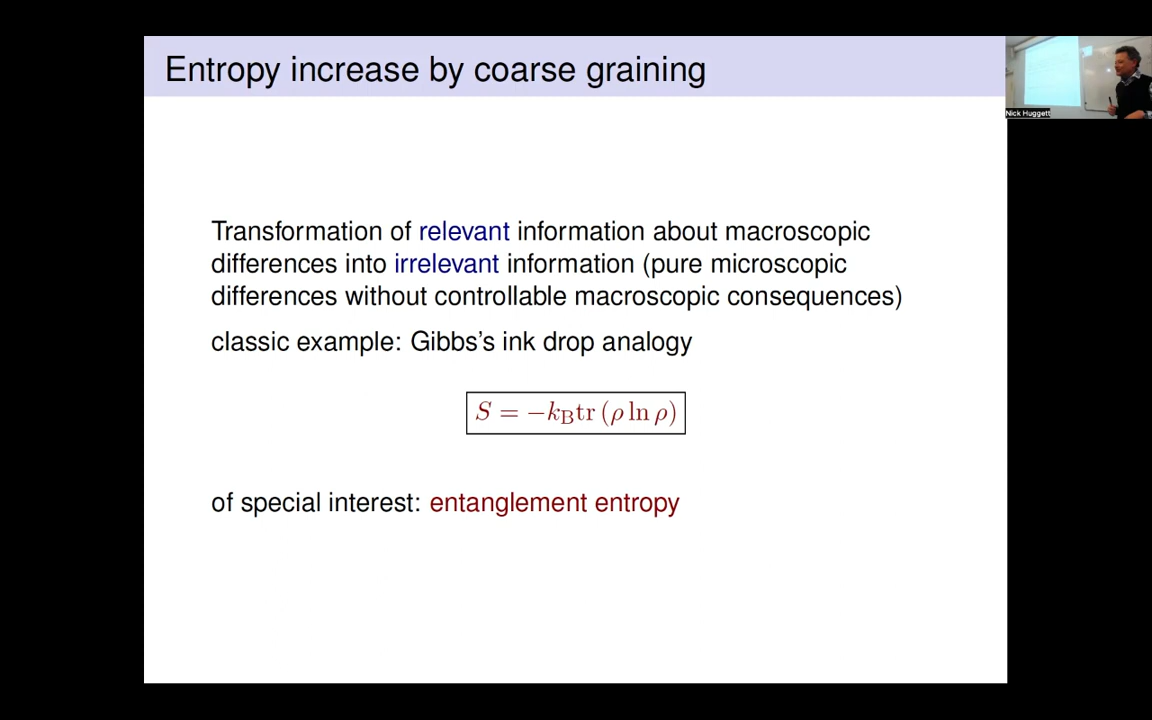 Entropy increase by coarse graining
Nick Huggett
Transformation of relevant information about macroscopic
differences into irrelevant information (pure microscopic
differences without controllable macroscopic consequences)
classic example: Gibbs's ink drop analogy
S = −k_B tr (ρ ln ρ)
of special interest: entanglement entropy